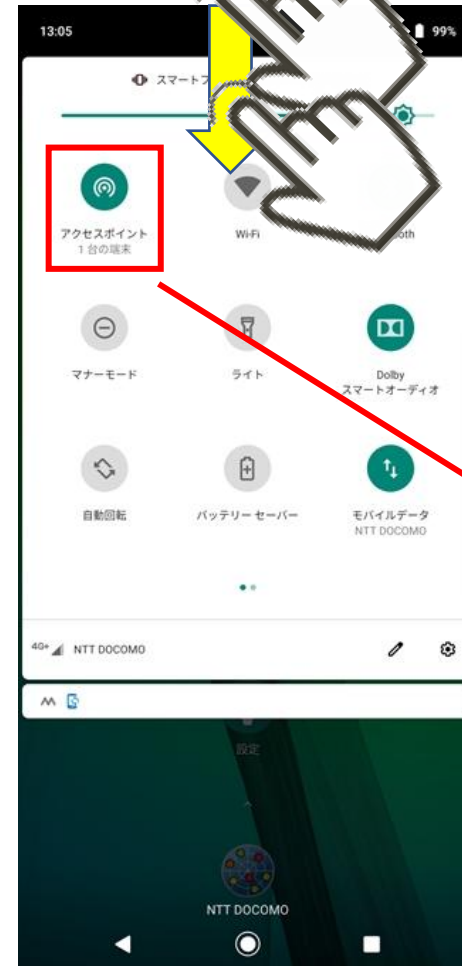 13:05
99%
スマートフ
アクセスポイント
1 台の端末
Wi-Fi
oth
マナーモード
ライト
Dolby
スマートオーディオ
自動回転
バッテリー セーバー
モバイルデータ
NTT DOCOMO
4G+ NTT DOCOMO
設定
NTT DOCOMO